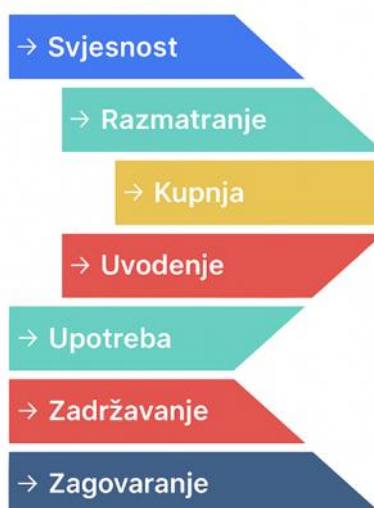 → Svjesnost
→ Razmatranje
→ Kupnja
→ Uvodenje
→ Upotreba
→ Zadržavanje
→ Zagovaranje